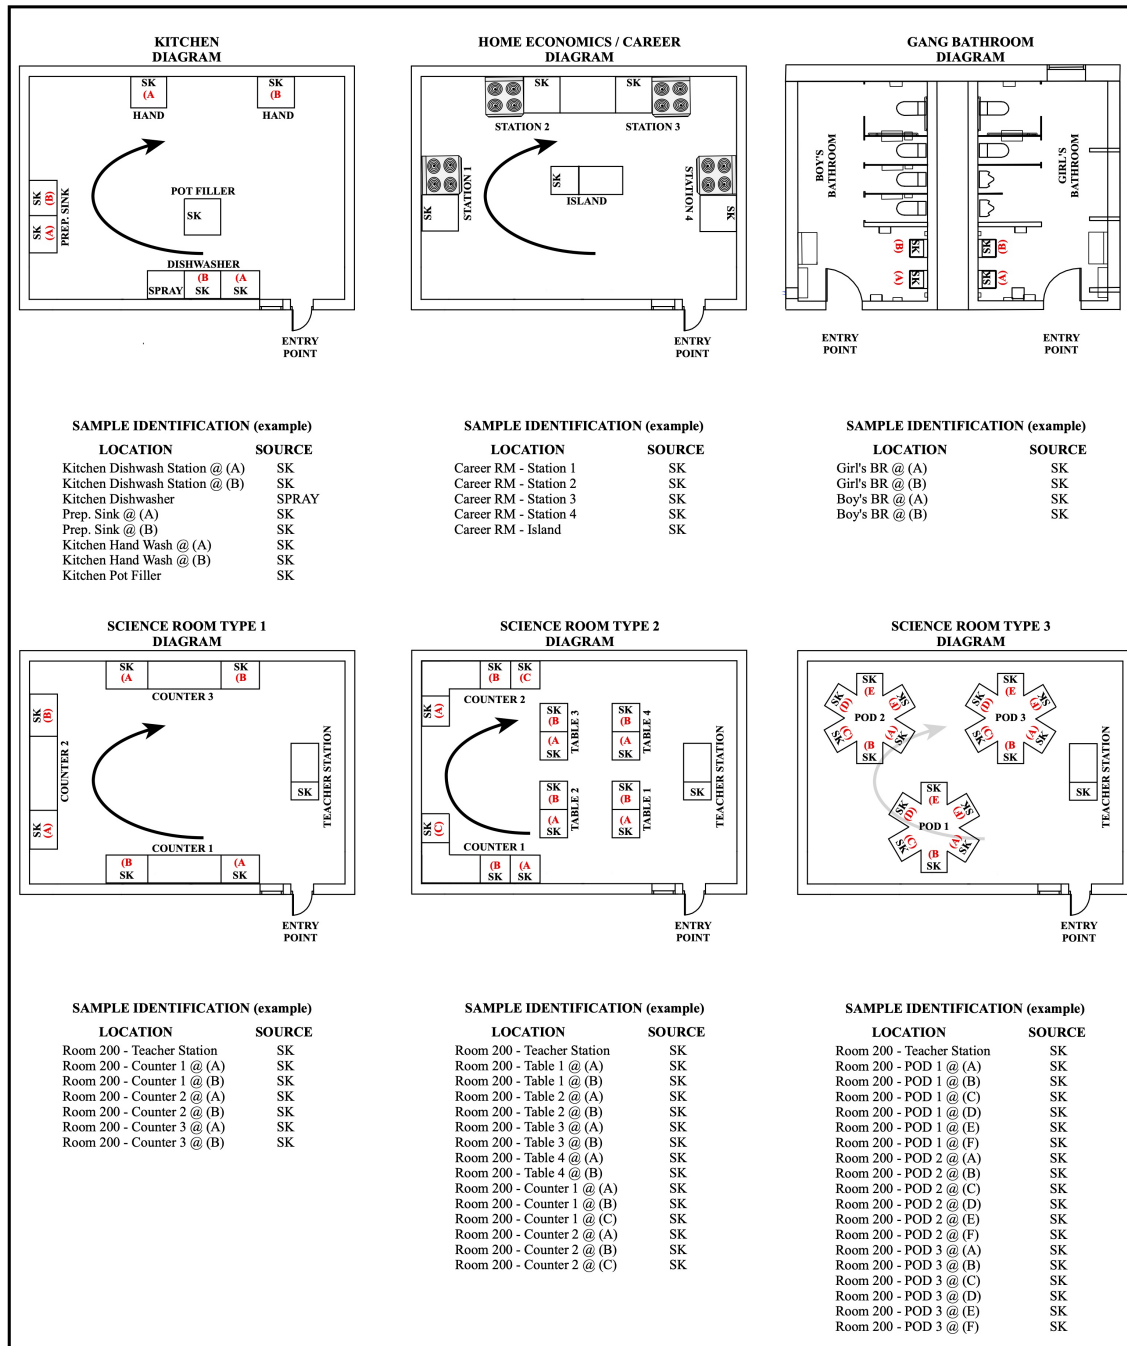 KITCHEN
DIAGRAM
SK
(A
HAND
SK
(B
HAND
SK
(B)
SK
(A)
PREP. SINK
POT FILLER
SK
DISHWASHER
SPRAY
(B
SK
(A
SK
ENTRY
POINT
HOME ECONOMICS / CAREER
DIAGRAM
SK
SK
STATION 2
STATION 3
STATION 1
SK
SK
ISLAND
STATION 4
SK
ENTRY
POINT
GANG BATHROOM
DIAGRAM
BOY'S
BATHROOM
GIRL'S
BATHROOM
(B)
SK
(A)
SK
SK
(B)
SK
(A)
ENTRY
POINT
ENTRY
POINT
SAMPLE IDENTIFICATION (example)
LOCATION SOURCE
Kitchen Dishwash Station @ (A) SK
Kitchen Dishwash Station @ (B) SK
Kitchen Dishwasher SPRAY
Prep. Sink @ (A) SK
Prep. Sink @ (B) SK
Kitchen Hand Wash @ (A) SK
Kitchen Hand Wash @ (B) SK
Kitchen Pot Filler SK
SAMPLE IDENTIFICATION (example)
LOCATION SOURCE
Career RM - Station 1 SK
Career RM - Station 2 SK
Career RM - Station 3 SK
Career RM - Station 4 SK
Career RM - Island SK
SAMPLE IDENTIFICATION (example)
LOCATION SOURCE
Girl's BR @ (A) SK
Girl's BR @ (B) SK
Boy's BR @ (A) SK
Boy's BR @ (B) SK
SCIENCE ROOM TYPE 1
DIAGRAM
SK
(A
SK
(B
COUNTER 3
SK
(B)
COUNTER 2
SK
(A)
TEACHER STATION
SK
COUNTER 1
(B
SK
(A
SK
ENTRY
POINT
SCIENCE ROOM TYPE 2
DIAGRAM
SK
(B
SK
(C
COUNTER 2
SK
(A)
SK
(B
(A
SK
TABLE 3
SK
(B
(A
SK
TABLE 4
SK
(B
(A
SK
TABLE 2
SK
(B
(A
SK
TABLE 1
TEACHER STATION
SK
SK
(C)
COUNTER 1
(B
SK
(A
SK
ENTRY
POINT
SCIENCE ROOM TYPE 3
DIAGRAM
SK
(E
SK
(D)
SK
(F)
POD 2
SK
(C)
(A)
SK
(B
SK
SK
(E
SK
(D)
SK
(F)
POD 3
SK
(C)
(A)
SK
(B
SK
SK
(E
SK
(D)
SK
(F)
POD 1
SK
(C)
(A)
SK
(B
SK
TEACHER STATION
SK
ENTRY
POINT
SAMPLE IDENTIFICATION (example)
LOCATION SOURCE
Room 200 - Teacher Station SK
Room 200 - Counter 1 @ (A) SK
Room 200 - Counter 1 @ (B) SK
Room 200 - Counter 2 @ (A) SK
Room 200 - Counter 2 @ (B) SK
Room 200 - Counter 3 @ (A) SK
Room 200 - Counter 3 @ (B) SK
SAMPLE IDENTIFICATION (example)
LOCATION SOURCE
Room 200 - Teacher Station SK
Room 200 - Table 1 @ (A) SK
Room 200 - Table 1 @ (B) SK
Room 200 - Table 2 @ (A) SK
Room 200 - Table 2 @ (B) SK
Room 200 - Table 3 @ (A) SK
Room 200 - Table 3 @ (B) SK
Room 200 - Table 4 @ (A) SK
Room 200 - Table 4 @ (B) SK
Room 200 - Counter 1 @ (A) SK
Room 200 - Counter 1 @ (B) SK
Room 200 - Counter 1 @ (C) SK
Room 200 - Counter 2 @ (A) SK
Room 200 - Counter 2 @ (B) SK
Room 200 - Counter 2 @ (C) SK
SAMPLE IDENTIFICATION (example)
LOCATION SOURCE
Room 200 - Teacher Station SK
Room 200 - POD 1 @ (A) SK
Room 200 - POD 1 @ (B) SK
Room 200 - POD 1 @ (C) SK
Room 200 - POD 1 @ (D) SK
Room 200 - POD 1 @ (E) SK
Room 200 - POD 1 @ (F) SK
Room 200 - POD 2 @ (A) SK
Room 200 - POD 2 @ (B) SK
Room 200 - POD 2 @ (C) SK
Room 200 - POD 2 @ (D) SK
Room 200 - POD 2 @ (E) SK
Room 200 - POD 2 @ (F) SK
Room 200 - POD 3 @ (A) SK
Room 200 - POD 3 @ (B) SK
Room 200 - POD 3 @ (C) SK
Room 200 - POD 3 @ (D) SK
Room 200 - POD 3 @ (E) SK
Room 200 - POD 3 @ (F) SK